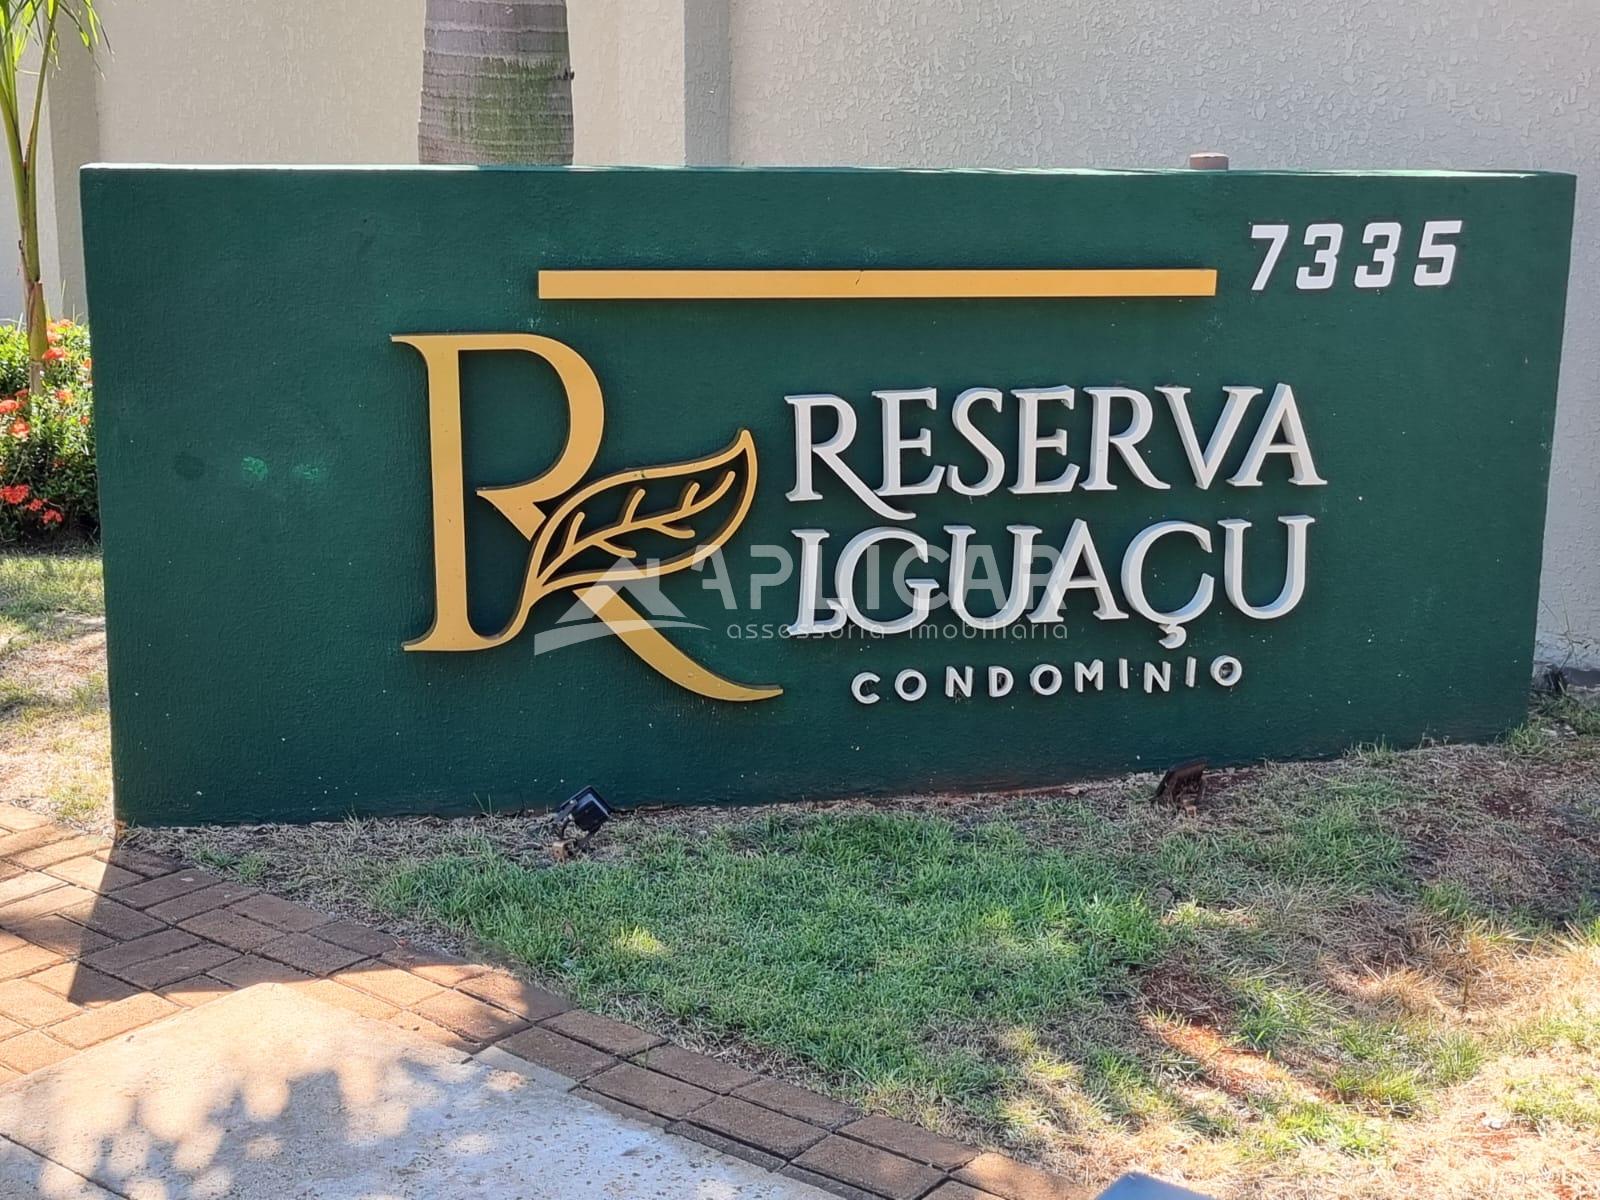 7335
R
RESERVA
IGUAÇU
CONDOMINIO
APLICAR
assessoria imobiliária